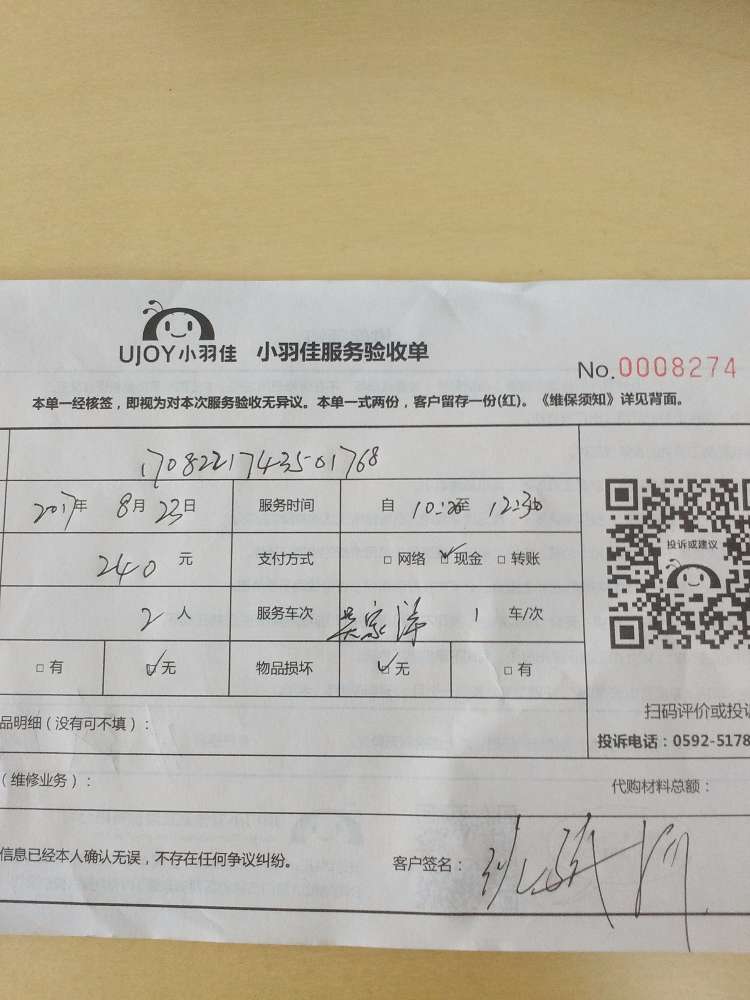 UJOY小羽佳 小羽佳服务验收单
No.0008274
本单一经核签，即视为对本次服务验收无异议。本单一式两份，客户留存一份(红)。《维保须知》详见背面。
17082217435-01768
2017年 8月 23日 服务时间 自 10:20至 12:30
240 元 支付方式 □ 网络 ☑ 现金 □ 转账
2 人 服务车次 吴家洋 1 车/次
□ 有 ☑ 无 物品损坏 ☑ 无 □ 有
投诉或建议
扫码评价或投诉
品明细（没有可不填）：
投诉电话：0592-5178
（维修业务）：
代购材料总额：
信息已经本人确认无误，不存在任何争议纠纷。
客户签名：